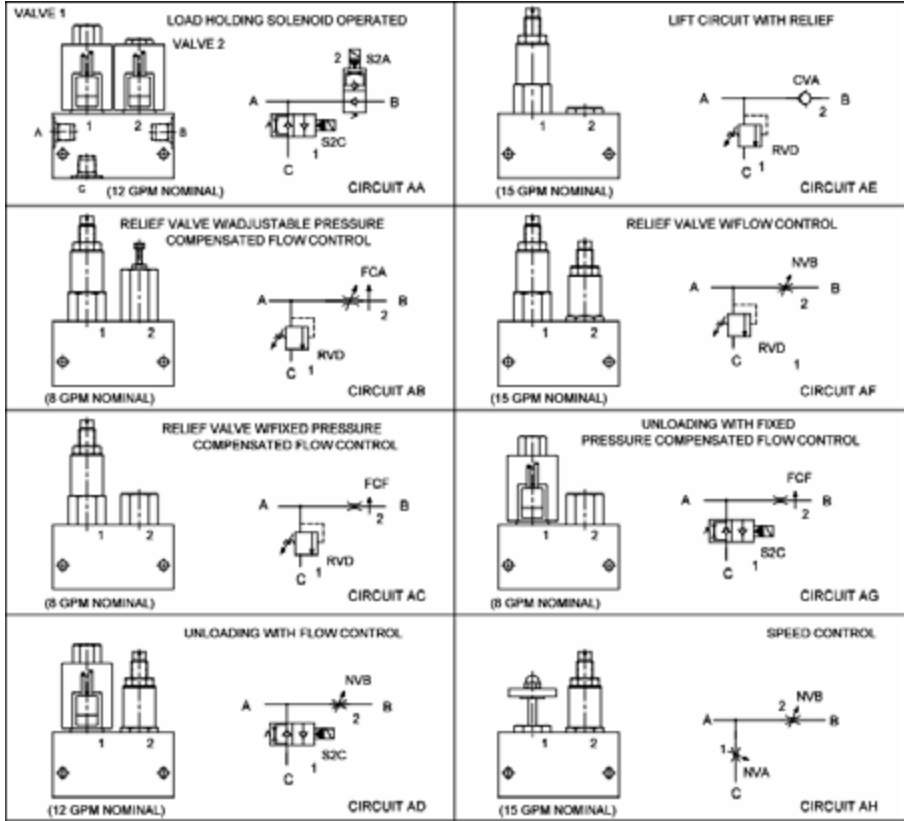 VALVE 1
LOAD HOLDING SOLENOID OPERATED
VALVE 2
2 S2A
A B
1 2
A B
S2C
1
C
C
(12 GPM NOMINAL)
CIRCUIT AA
LIFT CIRCUIT WITH RELIEF
CVA
A B
2
1 2
RVD
1
C
(15 GPM NOMINAL)
CIRCUIT AE
RELIEF VALVE W/ADJUSTABLE PRESSURE
COMPENSATED FLOW CONTROL
FCA
A B
2
1 2
RVD
C 1
(8 GPM NOMINAL)
CIRCUIT AB
RELIEF VALVE W/FLOW CONTROL
NVB
A B
2
1 2
RVD
C 1
(15 GPM NOMINAL)
CIRCUIT AF
RELIEF VALVE W/FIXED PRESSURE
COMPENSATED FLOW CONTROL
FCF
A B
2
1 2
RVD
C 1
(8 GPM NOMINAL)
CIRCUIT AC
UNLOADING WITH FIXED
PRESSURE COMPENSATED FLOW CONTROL
FCF
A B
2
1 2
S2C
1
C
(8 GPM NOMINAL)
CIRCUIT AG
UNLOADING WITH FLOW CONTROL
NVB
A B
2
1 2
S2C
1
C
(12 GPM NOMINAL)
CIRCUIT AD
SPEED CONTROL
NVB
2
A B
1 2
1
NVA
C
(15 GPM NOMINAL)
CIRCUIT AH